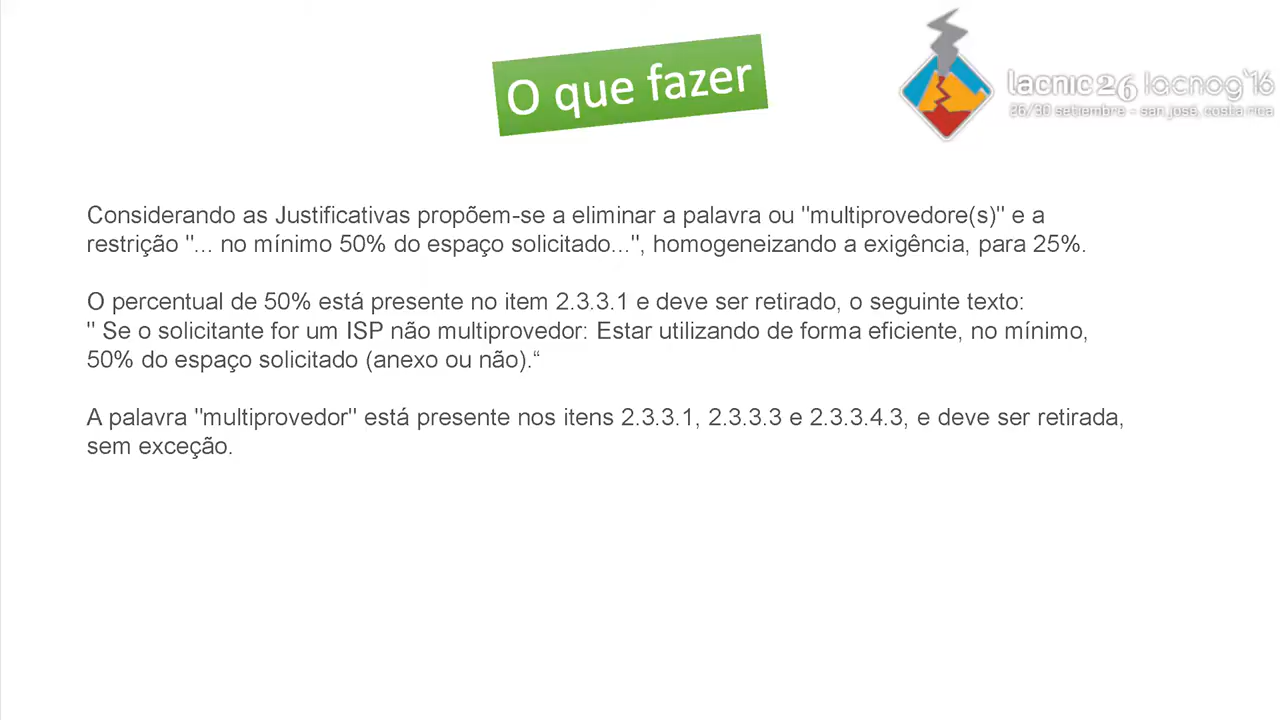 O que fazer
lacnic 26 lacnog'16
26/30 setiembre - san josé, costa rica
Considerando as Justificativas propõem-se a eliminar a palavra ou "multiprovedore(s)" e a
restrição "... no mínimo 50% do espaço solicitado...", homogeneizando a exigência, para 25%.
O percentual de 50% está presente no item 2.3.3.1 e deve ser retirado, o seguinte texto:
" Se o solicitante for um ISP não multiprovedor: Estar utilizando de forma eficiente, no mínimo,
50% do espaço solicitado (anexo ou não).“
A palavra "multiprovedor" está presente nos itens 2.3.3.1, 2.3.3.3 e 2.3.3.4.3, e deve ser retirada,
sem exceção.